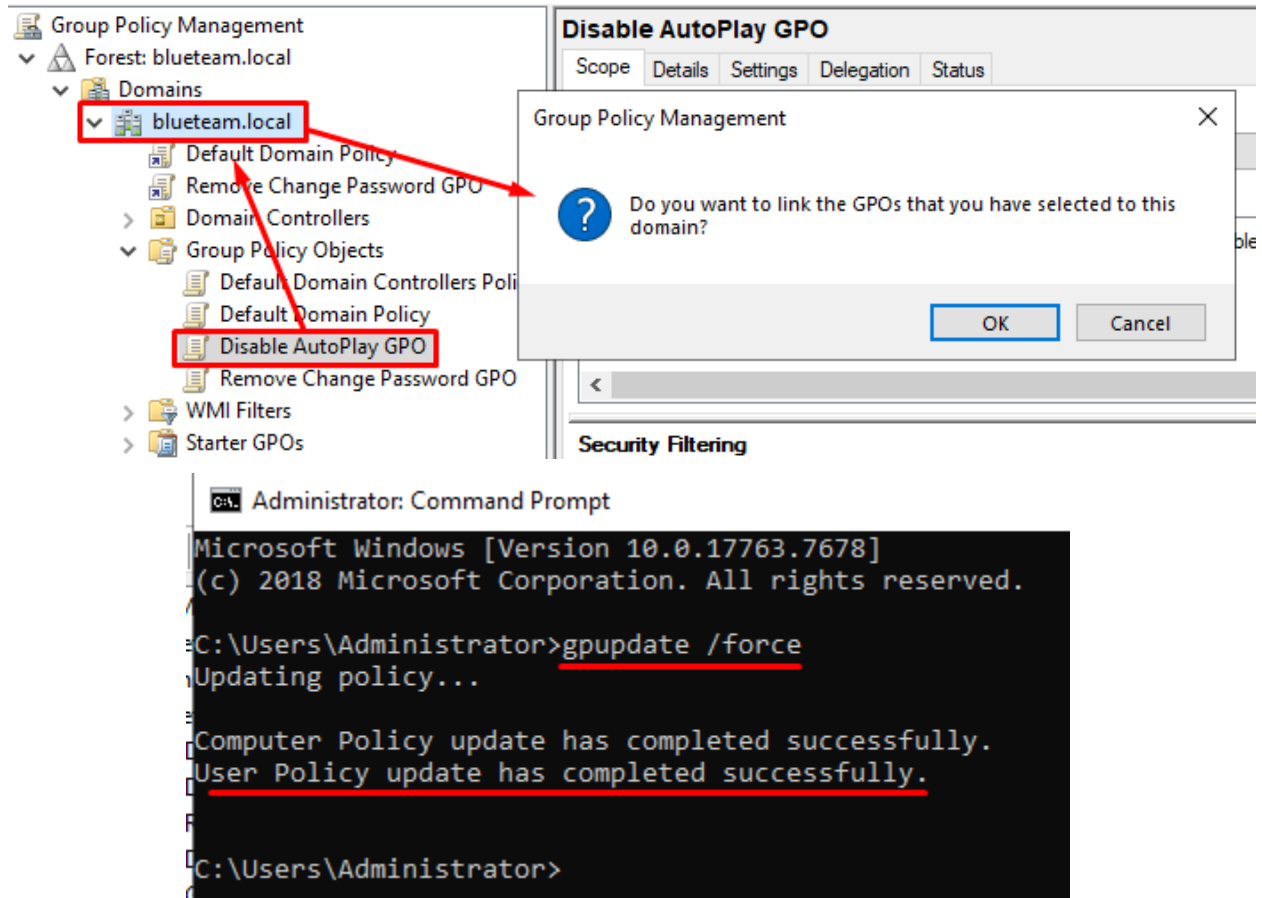 Group Policy Management
Forest: blueteam.local
Domains
blueteam.local
Default Domain Policy
Remove Change Password GPO
Domain Controllers
Group Policy Objects
Default Domain Controllers Poli
Default Domain Policy
Disable AutoPlay GPO
Remove Change Password GPO
WMI Filters
Starter GPOs
Disable AutoPlay GPO
Scope Details Settings Delegation Status
Group Policy Management
Do you want to link the GPOs that you have selected to this
domain?
OK Cancel
Security Filtering
Administrator: Command Prompt
Microsoft Windows [Version 10.0.17763.7678]
(c) 2018 Microsoft Corporation. All rights reserved.
C:\Users\Administrator>gpupdate /force
Updating policy...
Computer Policy update has completed successfully.
User Policy update has completed successfully.
C:\Users\Administrator>